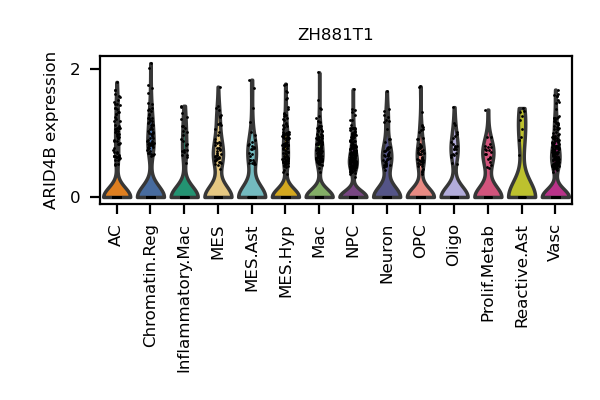 ZH881T1
ARID4B expression
2
0
AC
Chromatin.Reg
Inflammatory.Mac
MES
MES.Ast
MES.Hyp
Mac
NPC
Neuron
OPC
Oligo
Prolif.Metab
Reactive.Ast
Vasc